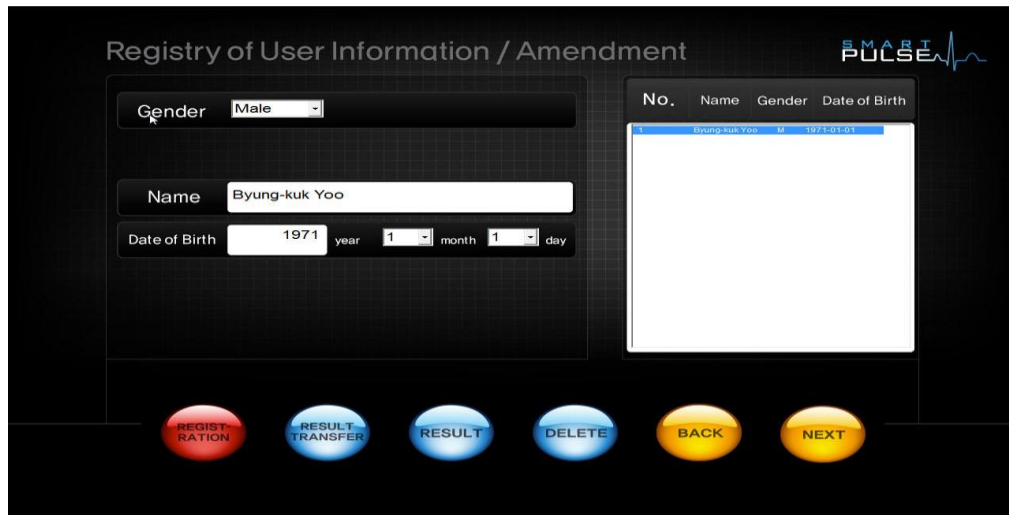 Registry of User Information / Amendment
SMART
PULSE
Gender Male
Name Byung-kuk Yoo
Date of Birth 1971 year 1 month 1 day
No. Name Gender Date of Birth
1 Byung-kuk Yoo M 1971-01-01
REGIST-
RATION
RESULT
TRANSFER
RESULT
DELETE
BACK
NEXT